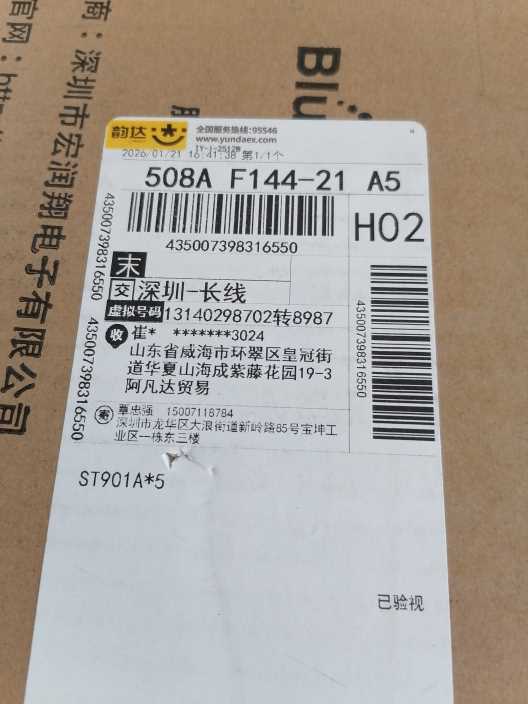 商：深圳市宏润翔电子有限公司
官网：htt
Blu
韵达
全国服务热线:95546
www.yundaex.com
2026/01/21 16:41:38 第1/1个
508A F144-21 A5
435007398316550
H02
435007398316550
435007398316550
435007398316550
末
交 深圳-长线
虚拟号码 13140298702转8987
收 崔* *******3024
山东省威海市环翠区皇冠街
道华夏山海成紫藤花园19-3
阿凡达贸易
覃忠强 15007118784
深圳市龙华区大浪街道新岭路85号宝坤工
业区一栋东三楼
ST901A*5
已验视